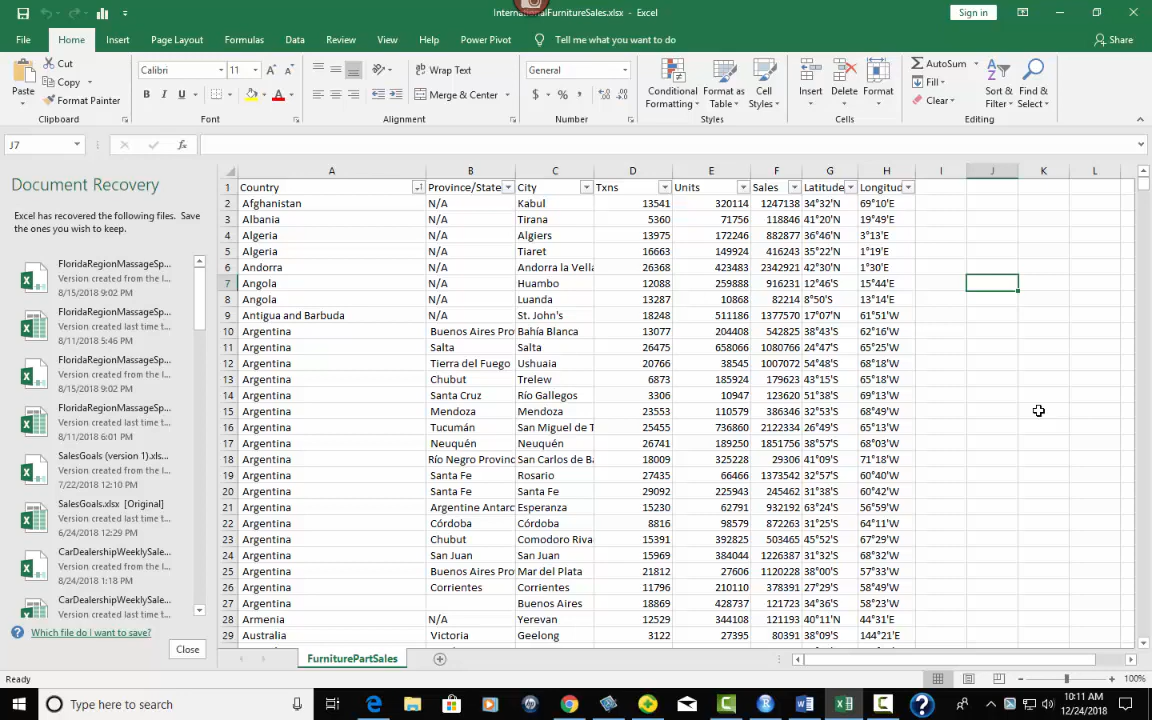 InternationalFurnitureSales.xlsx - Excel
Sign in
File Home Insert Page Layout Formulas Data Review View Help Power Pivot Tell me what you want to do Share
Paste Cut Copy Format Painter Clipboard
Calibri 11 B I U A Font
Wrap Text Merge & Center Alignment
General $ % , Number
Conditional Formatting Format as Table Cell Styles Styles
Insert Delete Format Cells
AutoSum Fill Clear Sort & Filter Find & Select Editing
J7 fx
Document Recovery
Excel has recovered the following files. Save
the ones you wish to keep.
FloridaRegionMassageSp...
Version created from the l...
8/15/2018 9:02 PM
FloridaRegionMassageSp...
Version created last time t...
8/11/2018 5:46 PM
FloridaRegionMassageSp...
Version created from the l...
8/15/2018 9:02 PM
FloridaRegionMassageSp...
Version created last time t...
8/11/2018 6:01 PM
SalesGoals (version 1).xls...
Version created from the l...
7/22/2018 12:10 PM
SalesGoals.xlsx [Original]
Version created last time t...
6/24/2018 12:29 PM
CarDealershipWeeklySale...
Version created from the l...
8/24/2018 1:18 PM
CarDealershipWeeklySale...
Version created last time t...
Which file do I want to save?
Close
A B C D E F G H I J K L
1 Country Province/State City Txns Units Sales Latitude Longitud
2 Afghanistan N/A Kabul 13541 320114 1247138 34°32'N 69°10'E
3 Albania N/A Tirana 5360 71756 118846 41°20'N 19°49'E
4 Algeria N/A Algiers 13975 172246 882877 36°46'N 3°13'E
5 Algeria N/A Tiaret 16663 149924 416243 35°22'N 1°19'E
6 Andorra N/A Andorra la Vella 26368 423483 2342921 42°30'N 1°30'E
7 Angola N/A Huambo 12088 259888 916231 12°46'S 15°44'E
8 Angola N/A Luanda 13287 10868 82214 8°50'S 13°14'E
9 Antigua and Barbuda N/A St. John's 18248 511186 1377570 17°07'N 61°51'W
10 Argentina Buenos Aires Pro Bahía Blanca 13077 204408 542825 38°43'S 62°16'W
11 Argentina Salta Salta 26475 658066 1080766 24°47'S 65°25'W
12 Argentina Tierra del Fuego Ushuaia 20766 38545 1007072 54°48'S 68°18'W
13 Argentina Chubut Trelew 6873 185924 179623 43°15'S 65°18'W
14 Argentina Santa Cruz Río Gallegos 3306 10947 123620 51°38'S 69°13'W
15 Argentina Mendoza Mendoza 23553 110579 386346 32°53'S 68°49'W
16 Argentina Tucumán San Miguel de T 25455 736860 2122334 26°49'S 65°13'W
17 Argentina Neuquén Neuquén 26741 189250 1851756 38°57'S 68°03'W
18 Argentina Río Negro Provinc San Carlos de B 18009 325228 29306 41°09'S 71°18'W
19 Argentina Santa Fe Rosario 27435 66466 1373542 32°57'S 60°40'W
20 Argentina Santa Fe Santa Fe 29092 225943 245462 31°38'S 60°42'W
21 Argentina Argentine Antarc Esperanza 15230 62791 932192 63°24'S 56°59'W
22 Argentina Córdoba Córdoba 8816 98579 872263 31°25'S 64°11'W
23 Argentina Chubut Comodoro Riva 15391 392825 503465 45°52'S 67°29'W
24 Argentina San Juan San Juan 15969 384044 1226387 31°32'S 68°32'W
25 Argentina Buenos Aires Pro Mar del Plata 21812 27606 1120228 38°00'S 57°33'W
26 Argentina Corrientes Corrientes 11796 210110 378391 27°29'S 58°49'W
27 Argentina Buenos Aires 18869 428737 121723 34°36'S 58°23'W
28 Armenia N/A Yerevan 12529 344108 121193 40°11'N 44°31'E
29 Australia Victoria Geelong 3122 27395 80391 38°09'S 144°21'E
FurniturePartSales
Ready 100%
Type here to search
10:11 AM
12/24/2018